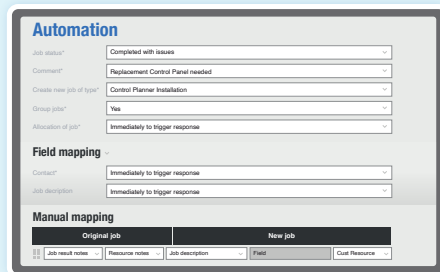 Automation
Job status* Completed with issues
Comment* Replacement Control Panel needed
Create new job of type* Control Planner Installation
Group jobs* Yes
Allocation of job* Immediately to trigger response
Field mapping
Contact* Immediately to trigger response
Job decription Immediately to trigger response
Manual mapping
Original job New job
Job result notes Resource notes Job description Field Cust Resource